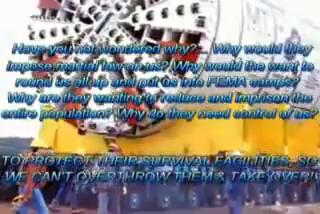 Have you not wondered why?... Why would they
impose martial law on us? Why would the want to
round us all up and put us into FEMA camps?
Why are they wanting to reduce and imprison the
entire population? Why do they need control of us?
TO PROTECT THEIR SURVIVAL FACILITIES, SO
WE CAN'T OVERTHROW THEM & TAKE OVER!